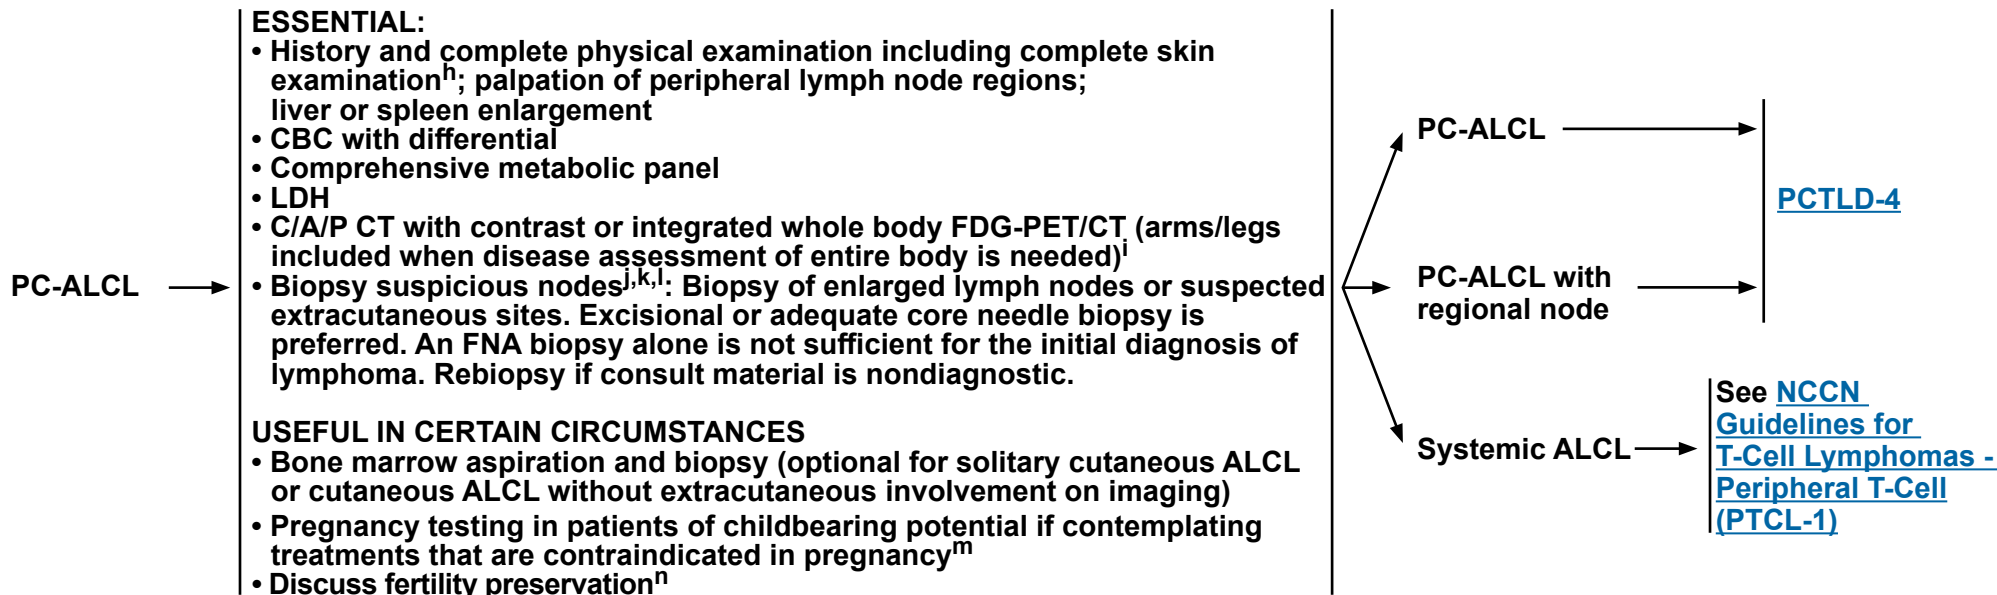 PC-ALCL
ESSENTIAL:
• History and complete physical examination including complete skin
examinationh; palpation of peripheral lymph node regions;
liver or spleen enlargement
• CBC with differential
• Comprehensive metabolic panel
• LDH
• C/A/P CT with contrast or integrated whole body FDG-PET/CT (arms/legs
included when disease assessment of entire body is needed)i
• Biopsy suspicious nodesj,k,l: Biopsy of enlarged lymph nodes or suspected
extracutaneous sites. Excisional or adequate core needle biopsy is
preferred. An FNA biopsy alone is not sufficient for the initial diagnosis of
lymphoma. Rebiopsy if consult material is nondiagnostic.
USEFUL IN CERTAIN CIRCUMSTANCES
• Bone marrow aspiration and biopsy (optional for solitary cutaneous ALCL
or cutaneous ALCL without extracutaneous involvement on imaging)
• Pregnancy testing in patients of childbearing potential if contemplating
treatments that are contraindicated in pregnancym
• Discuss fertility preservationn
PC-ALCL
PC-ALCL with
regional node
PCTLD-4
Systemic ALCL
See NCCN
Guidelines for
T-Cell Lymphomas -
Peripheral T-Cell
(PTCL-1)